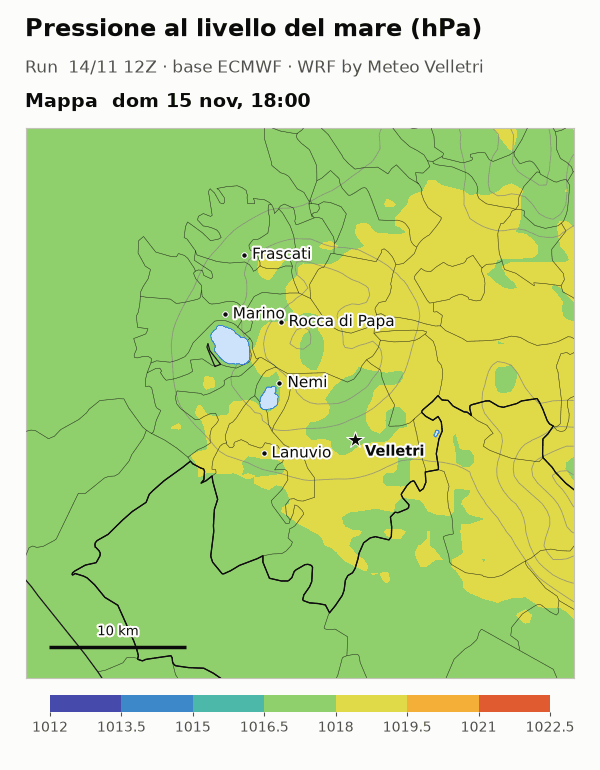 Pressione al livello del mare (hPa)
Run 14/11 12Z · base ECMWF · WRF by Meteo Velletri
Mappa dom 15 nov, 18:00
Frascati
Marino
Rocca di Papa
Nemi
Velletri
Lanuvio
10 km
1012 1013.5 1015 1016.5 1018 1019.5 1021 1022.5